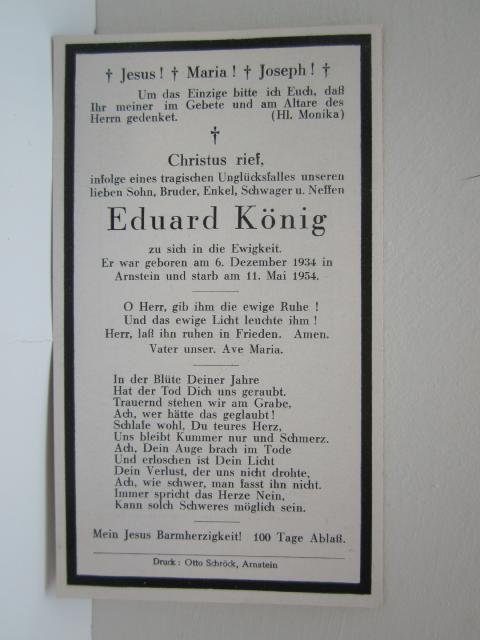 † Jesus! † Maria! † Joseph! †
Um das Einzige bitte ich Euch, daß
Ihr meiner im Gebete und am Altare des
Herrn gedenket. (Hl. Monika)
†
Christus rief,
infolge eines tragischen Unglücksfalles unseren
lieben Sohn, Bruder, Enkel, Schwager u. Neffen
Eduard König
zu sich in die Ewigkeit.
Er war geboren am 6. Dezember 1934 in
Arnstein und starb am 11. Mai 1954.
O Herr, gib ihm die ewige Ruhe!
Und das ewige Licht leuchte ihm!
Herr, laß ihn ruhen in Frieden. Amen.
Vater unser. Ave Maria.
In der Blüte Deiner Jahre
Hat der Tod Dich uns geraubt.
Trauernd stehen wir am Grabe,
Ach, wer hätte das geglaubt!
Schlafe wohl, Du teures Herz,
Uns bleibt Kummer nur und Schmerz.
Ach, Dein Auge brach im Tode
Und erloschen ist Dein Licht
Dein Verlust, der uns nicht drohte,
Ach, wie schwer, man fasst ihn nicht.
Immer spricht das Herze Nein,
Kann solch Schweres möglich sein.
Mein Jesus Barmherzigkeit! 100 Tage Ablaß.
Druck: Otto Schröck, Arnstein